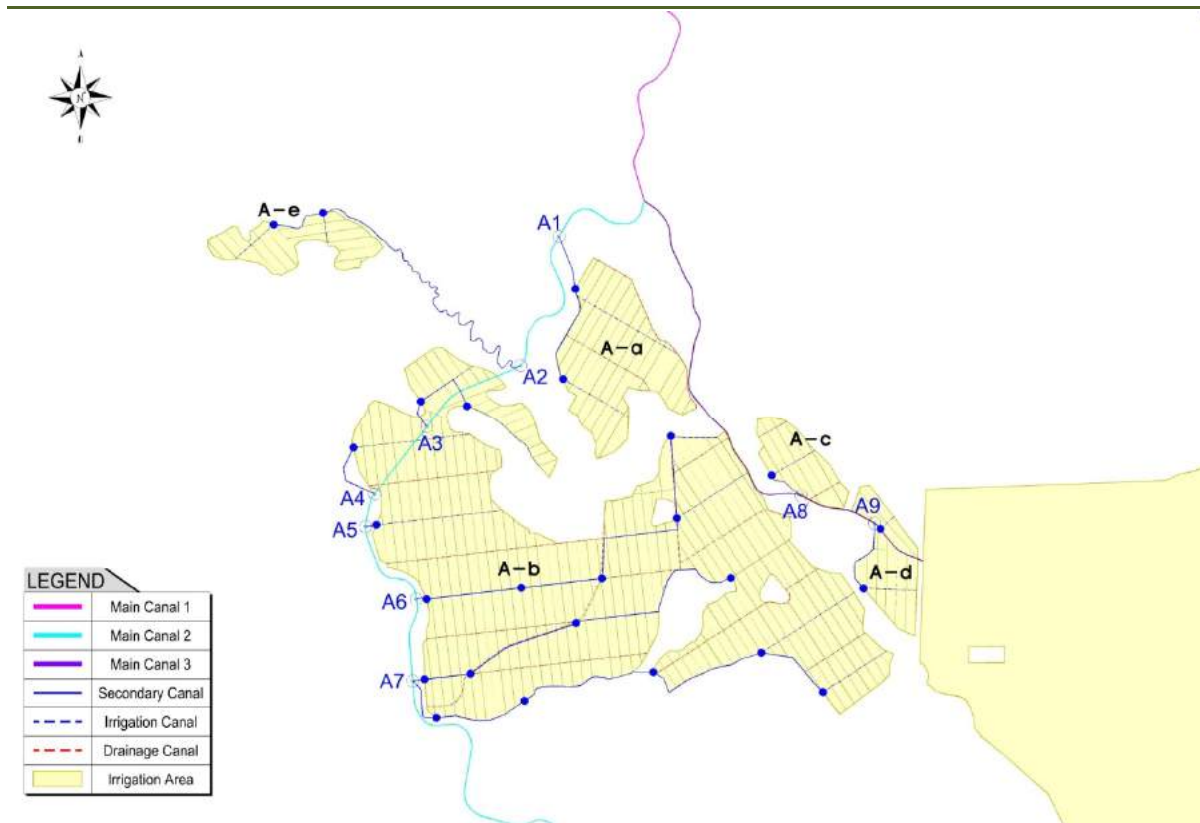 N
A-e
A1
A-a
A2
A3
A-c
A4
A8
A9
A5
A-b
A-d
A6
A7
LEGEND
Main Canal 1
Main Canal 2
Main Canal 3
Secondary Canal
Irrigation Canal
Drainage Canal
Irrigation Area